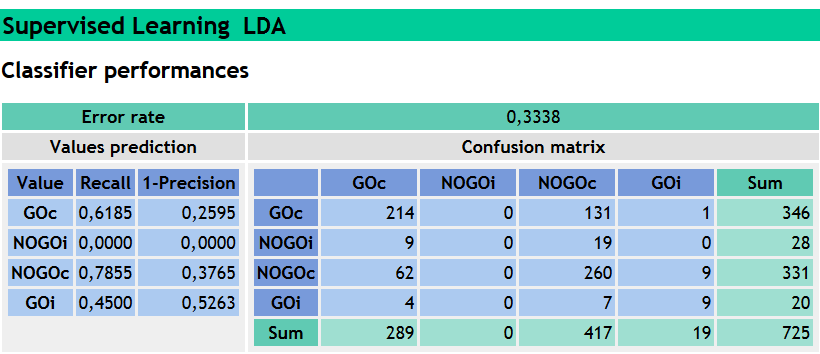 Supervised Learning LDA
Classifier performances
Error rate 0,3338
Values prediction Confusion matrix
Value Recall 1-Precision GOc NOGOi NOGOc GOi Sum
GOc 0,6185 0,2595 GOc 214 0 131 1 346
NOGOi 0,0000 0,0000 NOGOi 9 0 19 0 28
NOGOc 0,7855 0,3765 NOGOc 62 0 260 9 331
GOi 0,4500 0,5263 GOi 4 0 7 9 20
Sum 289 0 417 19 725